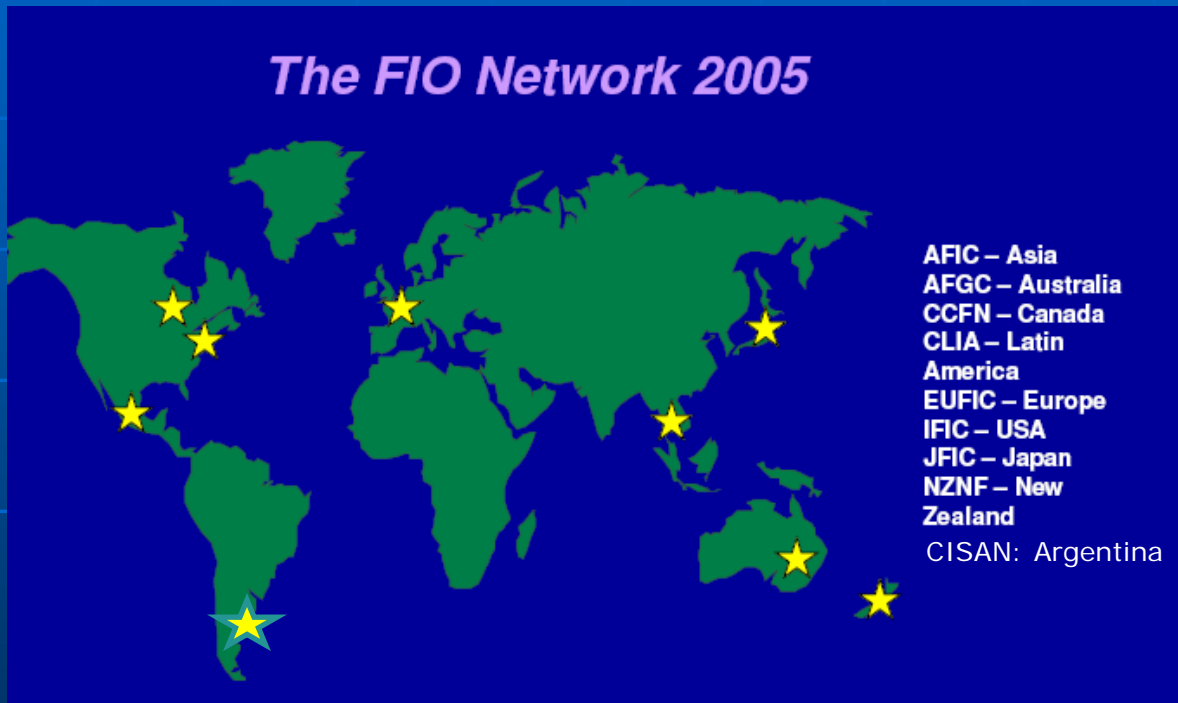 The FIO Network 2005
AFIC – Asia
AFGC – Australia
CCFN – Canada
CLIA – Latin
America
EUFIC – Europe
IFIC – USA
JFIC – Japan
NZNF – New
Zealand
CISAN: Argentina